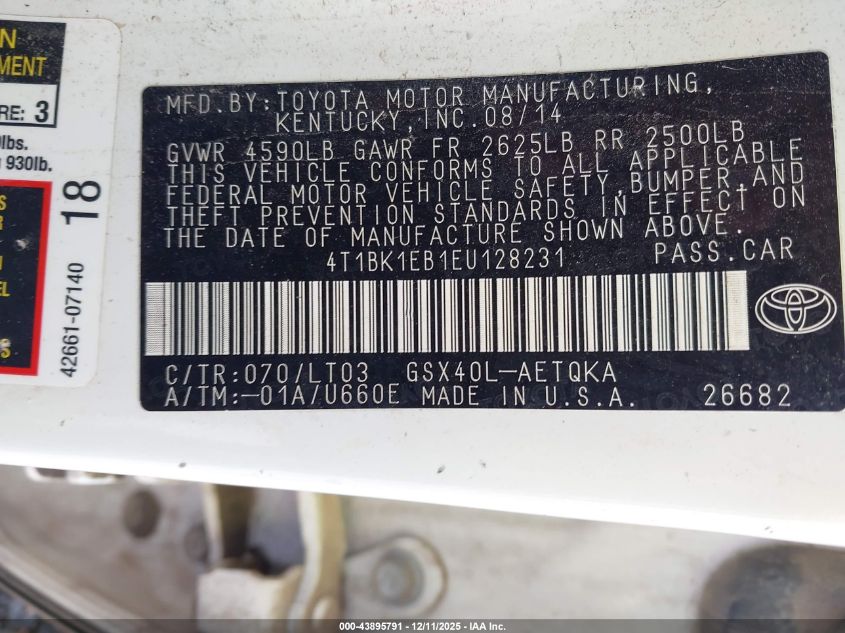 N
MENT
RE: 3
lbs.
930lb.
18
S
R
EL
S
42661-07140
MFD.BY:TOYOTA MOTOR MANUFACTURING,
KENTUCKY,INC.08/14
GVWR 4590LB GAWR FR 2625LB RR 2500LB
THIS VEHICLE CONFORMS TO ALL APPLICABLE
FEDERAL MOTOR VEHICLE SAFETY,BUMPER,AND
THEFT PREVENTION STANDARDS IN EFFECT ON
THE DATE OF MANUFACTURE SHOWN ABOVE.
4T1BK1EB1EU128231 PASS.CAR
C/TR:070/LT03 GSX40L-AETQKA
A/TM:-01A/U660E MADE IN U.S.A. 26682
000-43895791 - 12/11/2025 - IAA Inc.